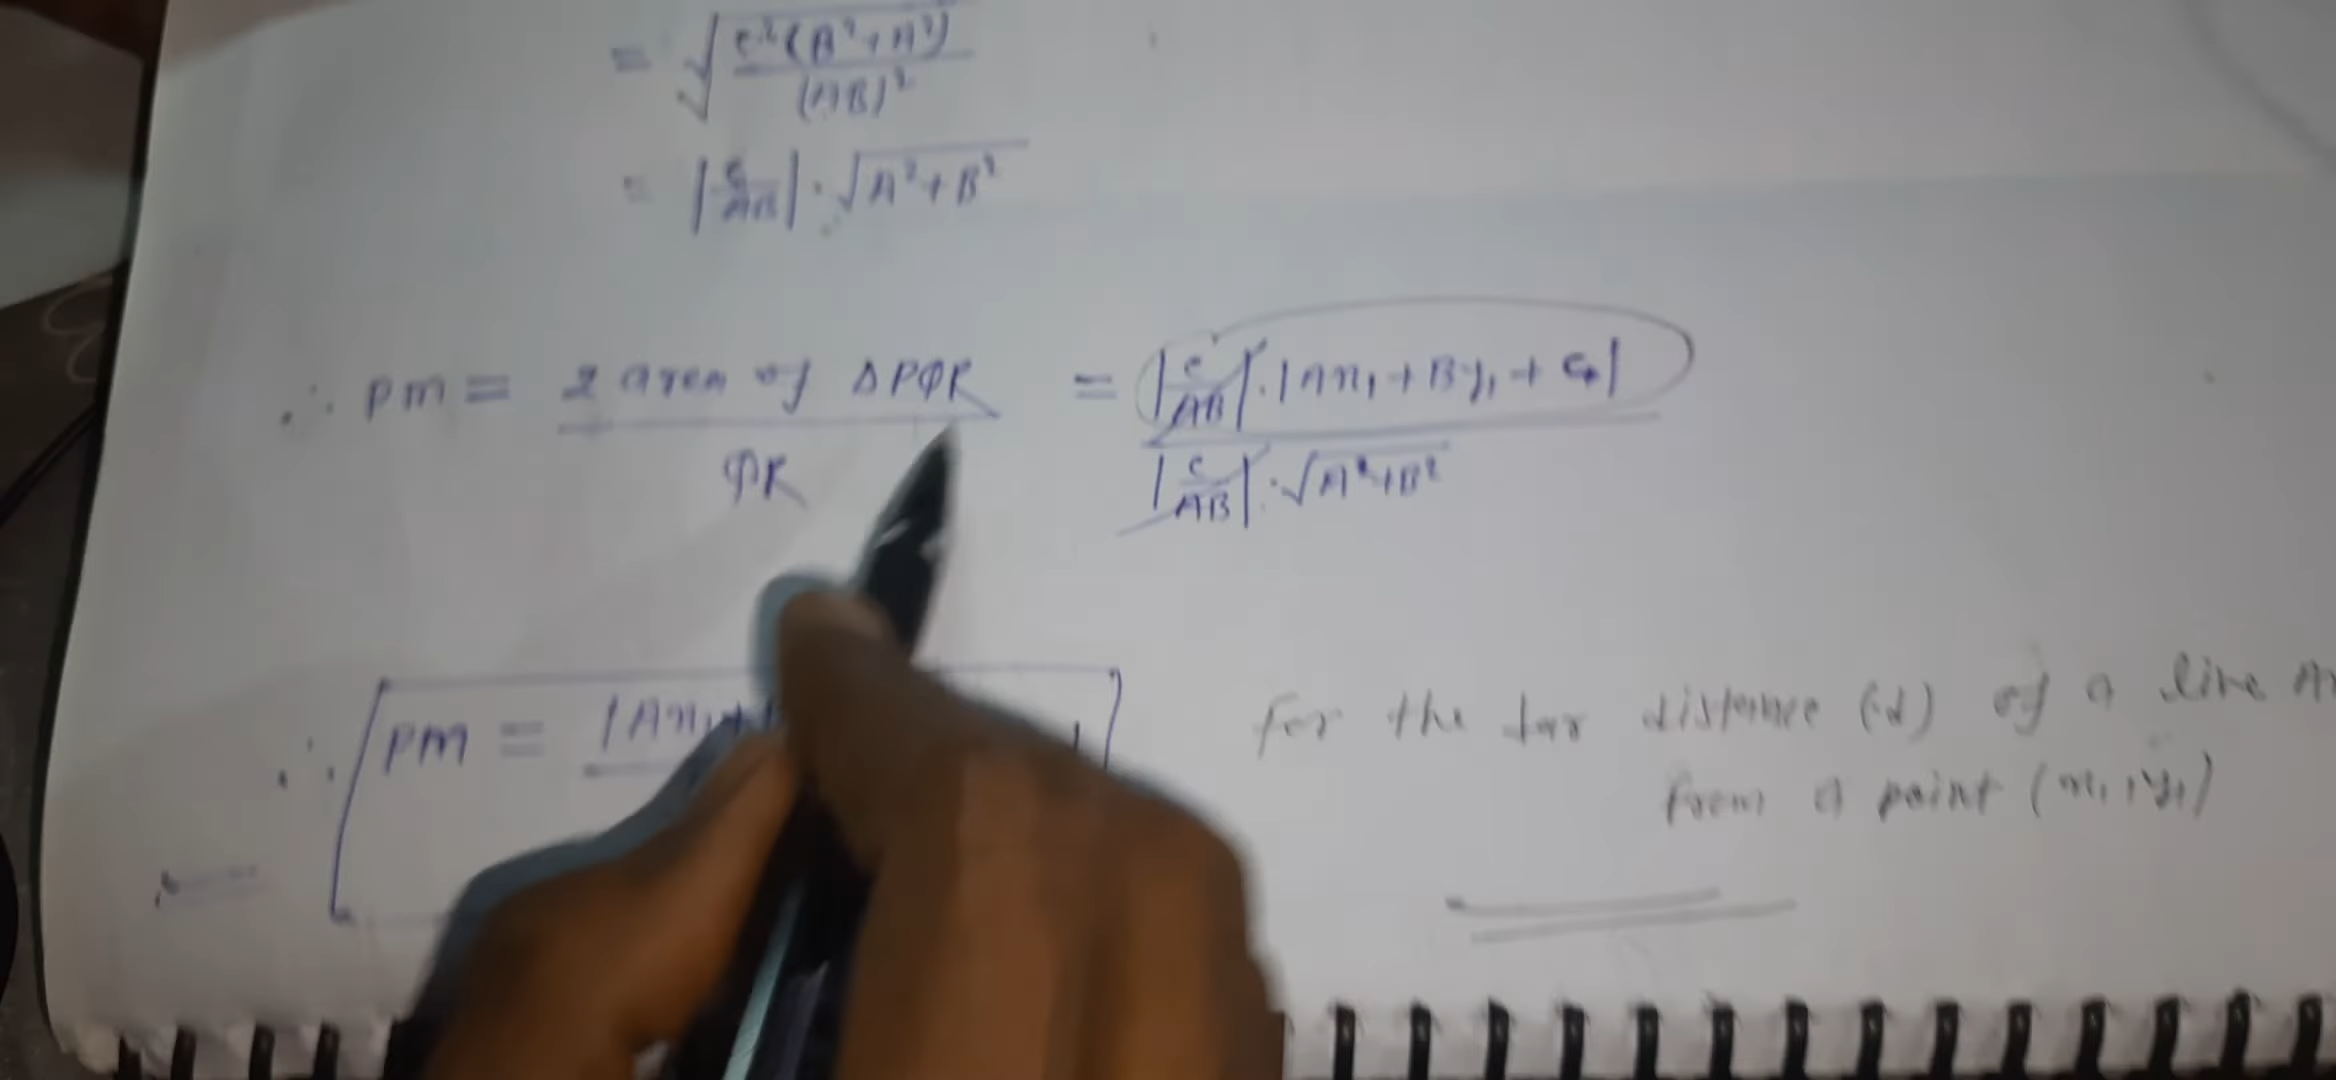 = √(c²(B²+A²) / (AB)²)
= |c/AB| · √(A²+B²)
∴ PM = 2 area of ΔPQR / QR = |c/AB| · |Ax₁ + By₁ + c| / |c/AB| · √(A²+B²)
∴ PM = |Ax₁+
For the distance (d) of a line
from a point (x₁, y₁)